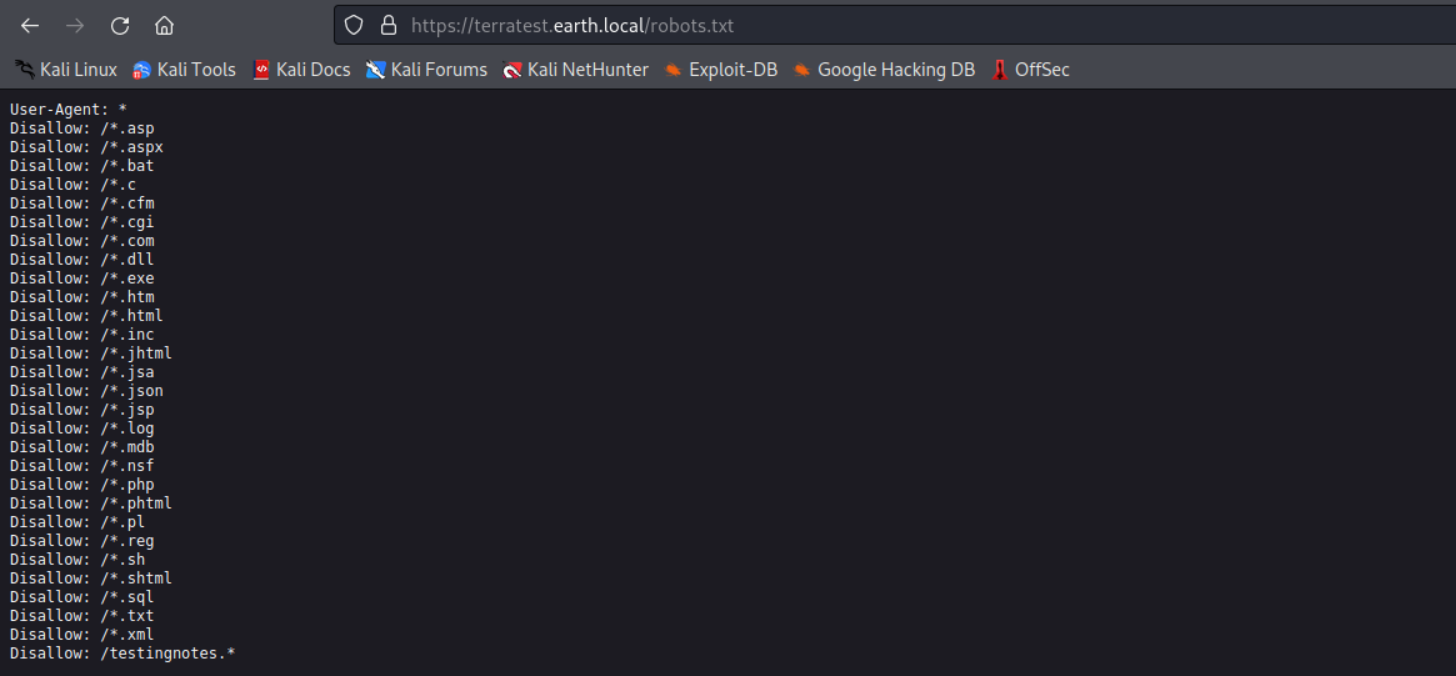 https://terratest.earth.local/robots.txt
Kali Linux Kali Tools Kali Docs Kali Forums Kali NetHunter Exploit-DB Google Hacking DB OffSec
User-Agent: *
Disallow: /*.asp
Disallow: /*.aspx
Disallow: /*.bat
Disallow: /*.c
Disallow: /*.cfm
Disallow: /*.cgi
Disallow: /*.com
Disallow: /*.dll
Disallow: /*.exe
Disallow: /*.htm
Disallow: /*.html
Disallow: /*.inc
Disallow: /*.jhtml
Disallow: /*.jsa
Disallow: /*.json
Disallow: /*.jsp
Disallow: /*.log
Disallow: /*.mdb
Disallow: /*.nsf
Disallow: /*.php
Disallow: /*.phtml
Disallow: /*.pl
Disallow: /*.reg
Disallow: /*.sh
Disallow: /*.shtml
Disallow: /*.sql
Disallow: /*.txt
Disallow: /*.xml
Disallow: /testingnotes.*